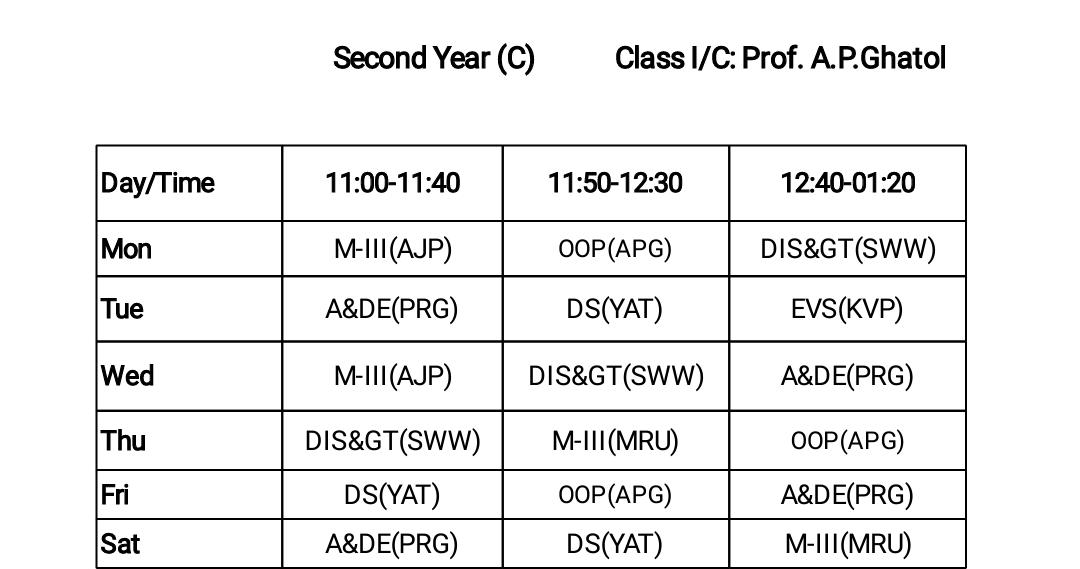 Second Year (C) Class I/C: Prof. A.P.Ghatol
Day/Time 11:00-11:40 11:50-12:30 12:40-01:20
Mon M-III(AJP) OOP(APG) DIS&GT(SWW)
Tue A&DE(PRG) DS(YAT) EVS(KVP)
Wed M-III(AJP) DIS&GT(SWW) A&DE(PRG)
Thu DIS&GT(SWW) M-III(MRU) OOP(APG)
Fri DS(YAT) OOP(APG) A&DE(PRG)
Sat A&DE(PRG) DS(YAT) M-III(MRU)